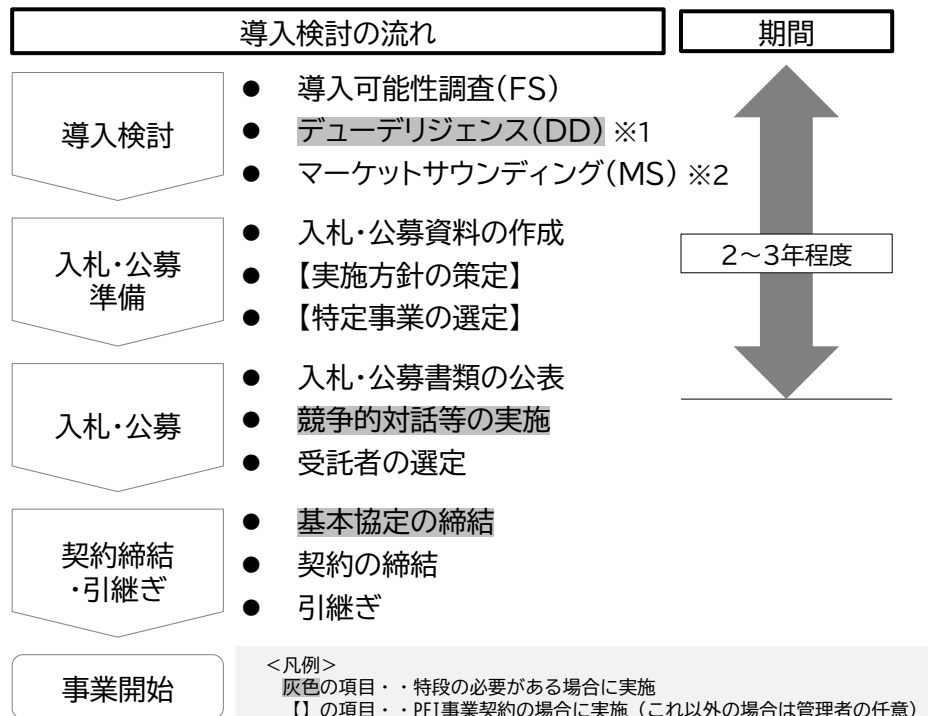 導入検討の流れ
期間
導入検討
● 導入可能性調査(FS)
● デューデリジェンス(DD) ※1
● マーケットサウンディング(MS) ※2
2～3年程度
入札・公募
準備
● 入札・公募資料の作成
● 【実施方針の策定】
● 【特定事業の選定】
入札・公募
● 入札・公募書類の公表
● 競争的対話等の実施
● 受託者の選定
契約締結
・引継ぎ
● 基本協定の締結
● 契約の締結
● 引継ぎ
事業開始
＜凡例＞
灰色の項目・・特段の必要がある場合に実施
【】の項目・・PFI事業契約の場合に実施（これ以外の場合は管理者の任意）